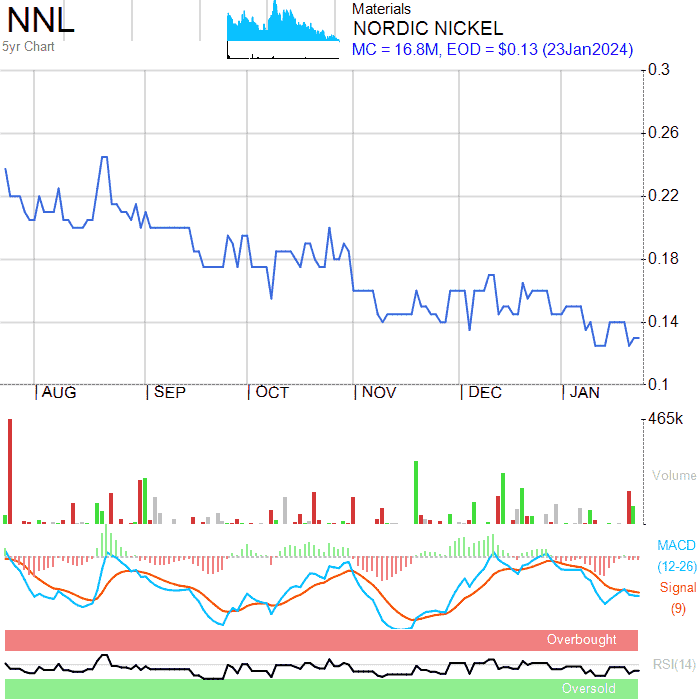 NNL
5yr Chart
Materials
NORDIC NICKEL
MC = 16.8M, EOD = $0.13 (23Jan2024)
0.3
0.26
0.22
0.18
0.14
0.1
AUG SEP OCT NOV DEC JAN
465k
Volume
MACD
(12-26)
Signal
(9)
Overbought
RSI(14)
Oversold